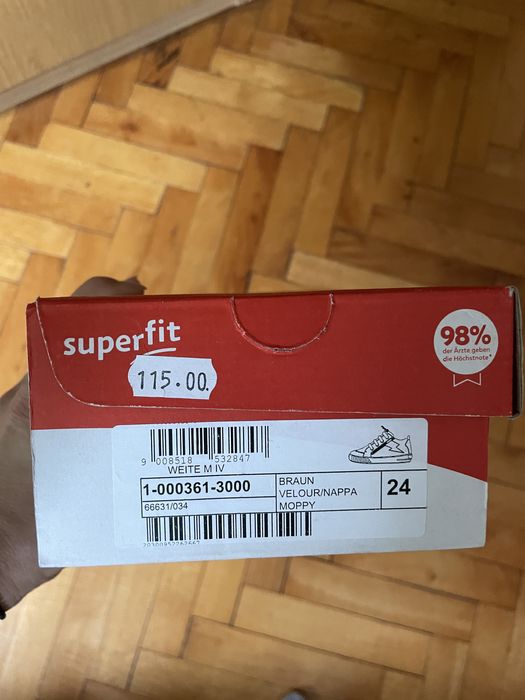 superfit
115.00
98%
der Ärzte geben
die Höchstnote*
9 008518 532847
WEITE M IV
1-000361-3000
66631/034
BRAUN
VELOUR/NAPPA
MOPPY
24